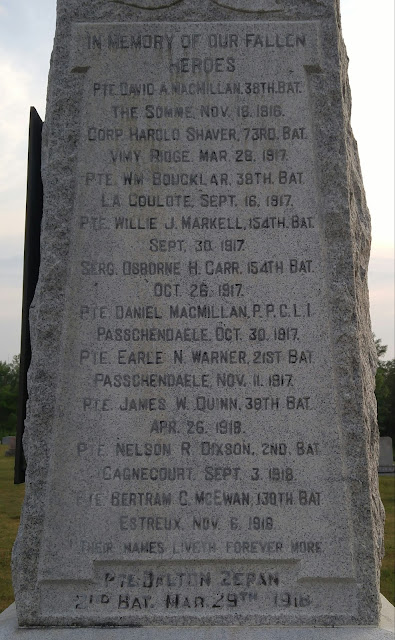 IN MEMORY OF OUR FALLEN
HEROES
PTE. DAVID A. MACMILLAN, 38TH. BAT.
THE SOMME, NOV. 18, 1916.
CORP. HAROLD SHAVER, 73RD. BAT.
VIMY RIDGE, MAR. 28, 1917.
PTE. WM BOUCKLAR, 38TH. BAT.
LA COULOTE, SEPT. 16, 1917.
PTE. WILLIE J. MARKELL, 154TH. BAT.
SEPT. 30, 1917
SERG. OSBORNE H. CARR, 154TH BAT.
OCT. 26, 1917.
PTE. DANIEL MACMILLAN, P.P.C.L.I.
PASSCHENDAELE, OCT. 30, 1917.
PTE. EARLE N. WARNER, 21ST BAT.
PASSCHENDAELE, NOV. 11, 1917.
PTE. JAMES W. QUINN, 38TH BAT.
APR. 26, 1918.
PTE. NELSON R. DIXSON, 2ND. BAT.
CAGNECOURT, SEPT. 3, 1918.
PTE BERTRAM C. MCEWAN, 139TH BAT.
ESTREUX, NOV. 6, 1918.
THEIR NAMES LIVETH FOREVER MORE
PTE. DALTON ZERAN
21ST BAT. MAR. 29TH 1916